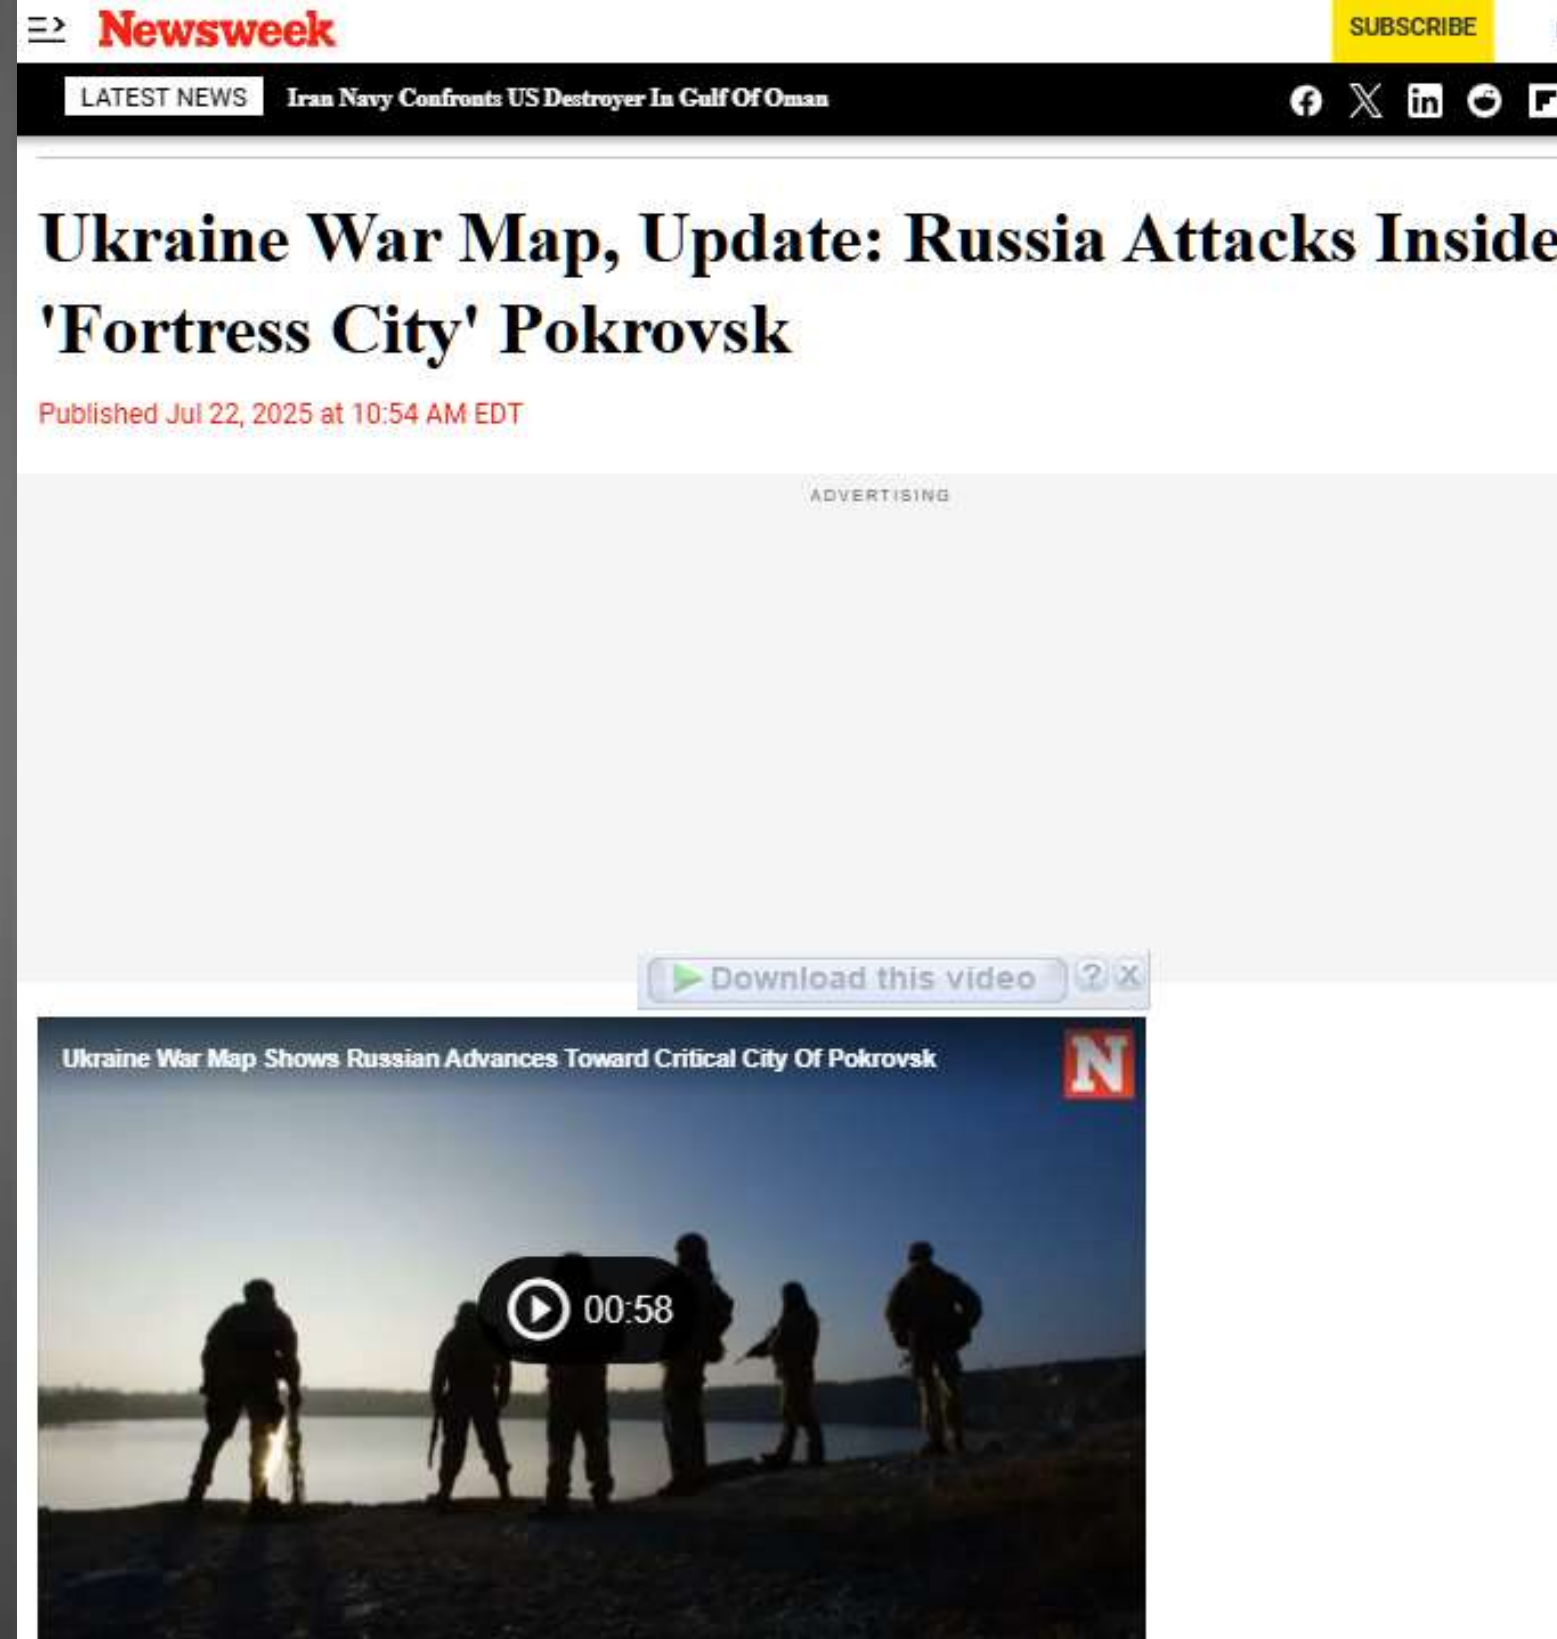 Newsweek
SUBSCRIBE
LATEST NEWS
Iran Navy Confronts US Destroyer In Gulf Of Oman
Ukraine War Map, Update: Russia Attacks Inside
'Fortress City' Pokrovsk
Published Jul 22, 2025 at 10:54 AM EDT
ADVERTISING
Download this video ? X
Ukraine War Map Shows Russian Advances Toward Critical City Of Pokrovsk
N
00:58